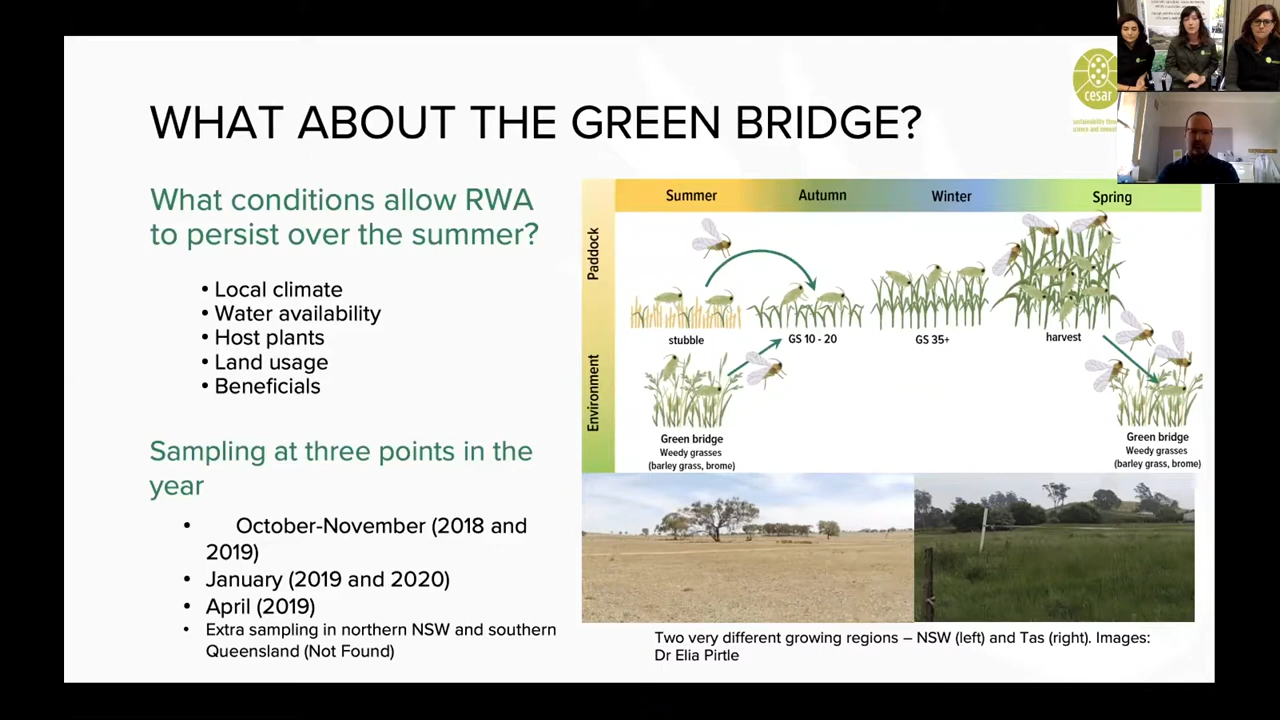 WHAT ABOUT THE GREEN BRIDGE?
cesar
What conditions allow RWA
to persist over the summer?
• Local climate
• Water availability
• Host plants
• Land usage
• Beneficials
Sampling at three points in the
year
• October-November (2018 and
2019)
• January (2019 and 2020)
• April (2019)
• Extra sampling in northern NSW and southern
Queensland (Not Found)
Summer Autumn Winter Spring
Paddock
stubble GS 10 - 20 GS 35+ harvest
Environment
Green bridge
Weedy grasses
(barley grass, brome)
Green bridge
Weedy grasses
(barley grass, brome)
Two very different growing regions – NSW (left) and Tas (right). Images:
Dr Elia Pirtle